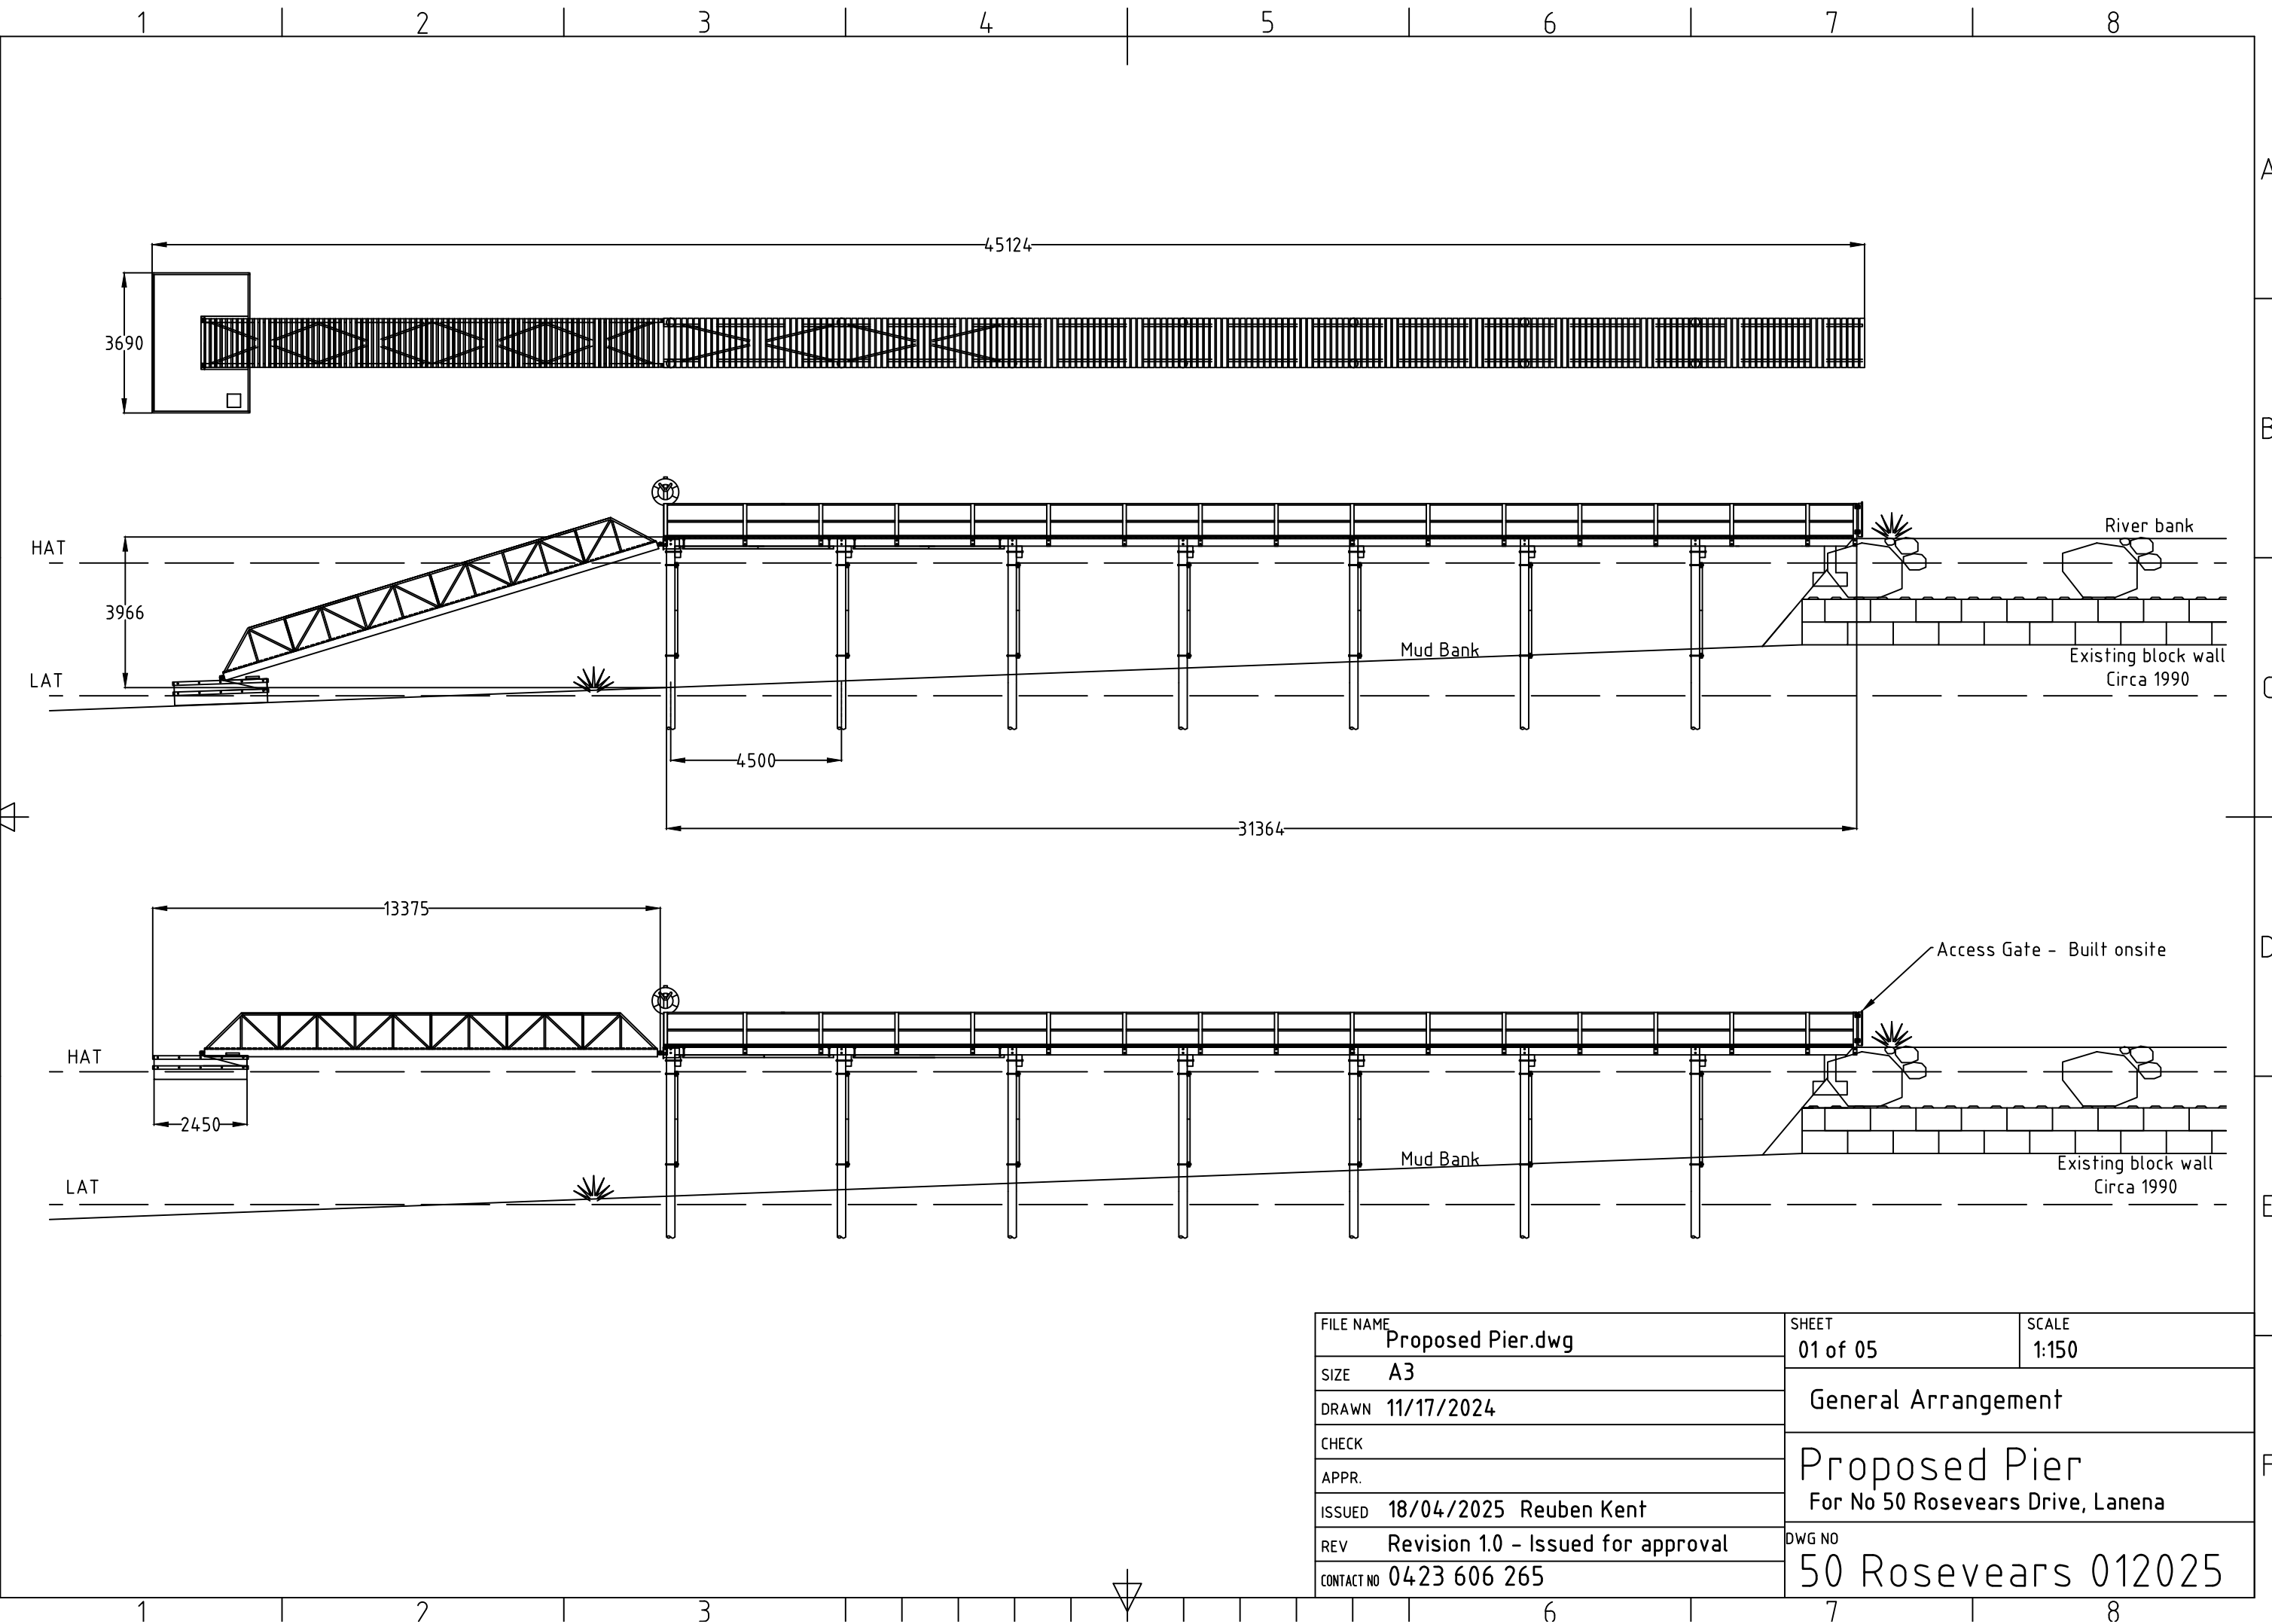 1 2 3 4 5 6 7 8
A
45124
3690
B
HAT
River bank
3966
Mud Bank
LAT
Existing block wall
Circa 1990
C
4500
31364
13375
Access Gate - Built onsite
D
HAT
2450
Mud Bank
LAT
Existing block wall
Circa 1990
E
FILE NAME Proposed Pier.dwg
SHEET 01 of 05
SCALE 1:150
SIZE A3
DRAWN 11/17/2024
General Arrangement
CHECK
APPR.
Proposed Pier
For No 50 Rosevears Drive, Lanena
F
ISSUED 18/04/2025 Reuben Kent
REV Revision 1.0 - Issued for approval
CONTACT NO 0423 606 265
DWG NO
50 Rosevears 012025
1 2 3 6 7 8